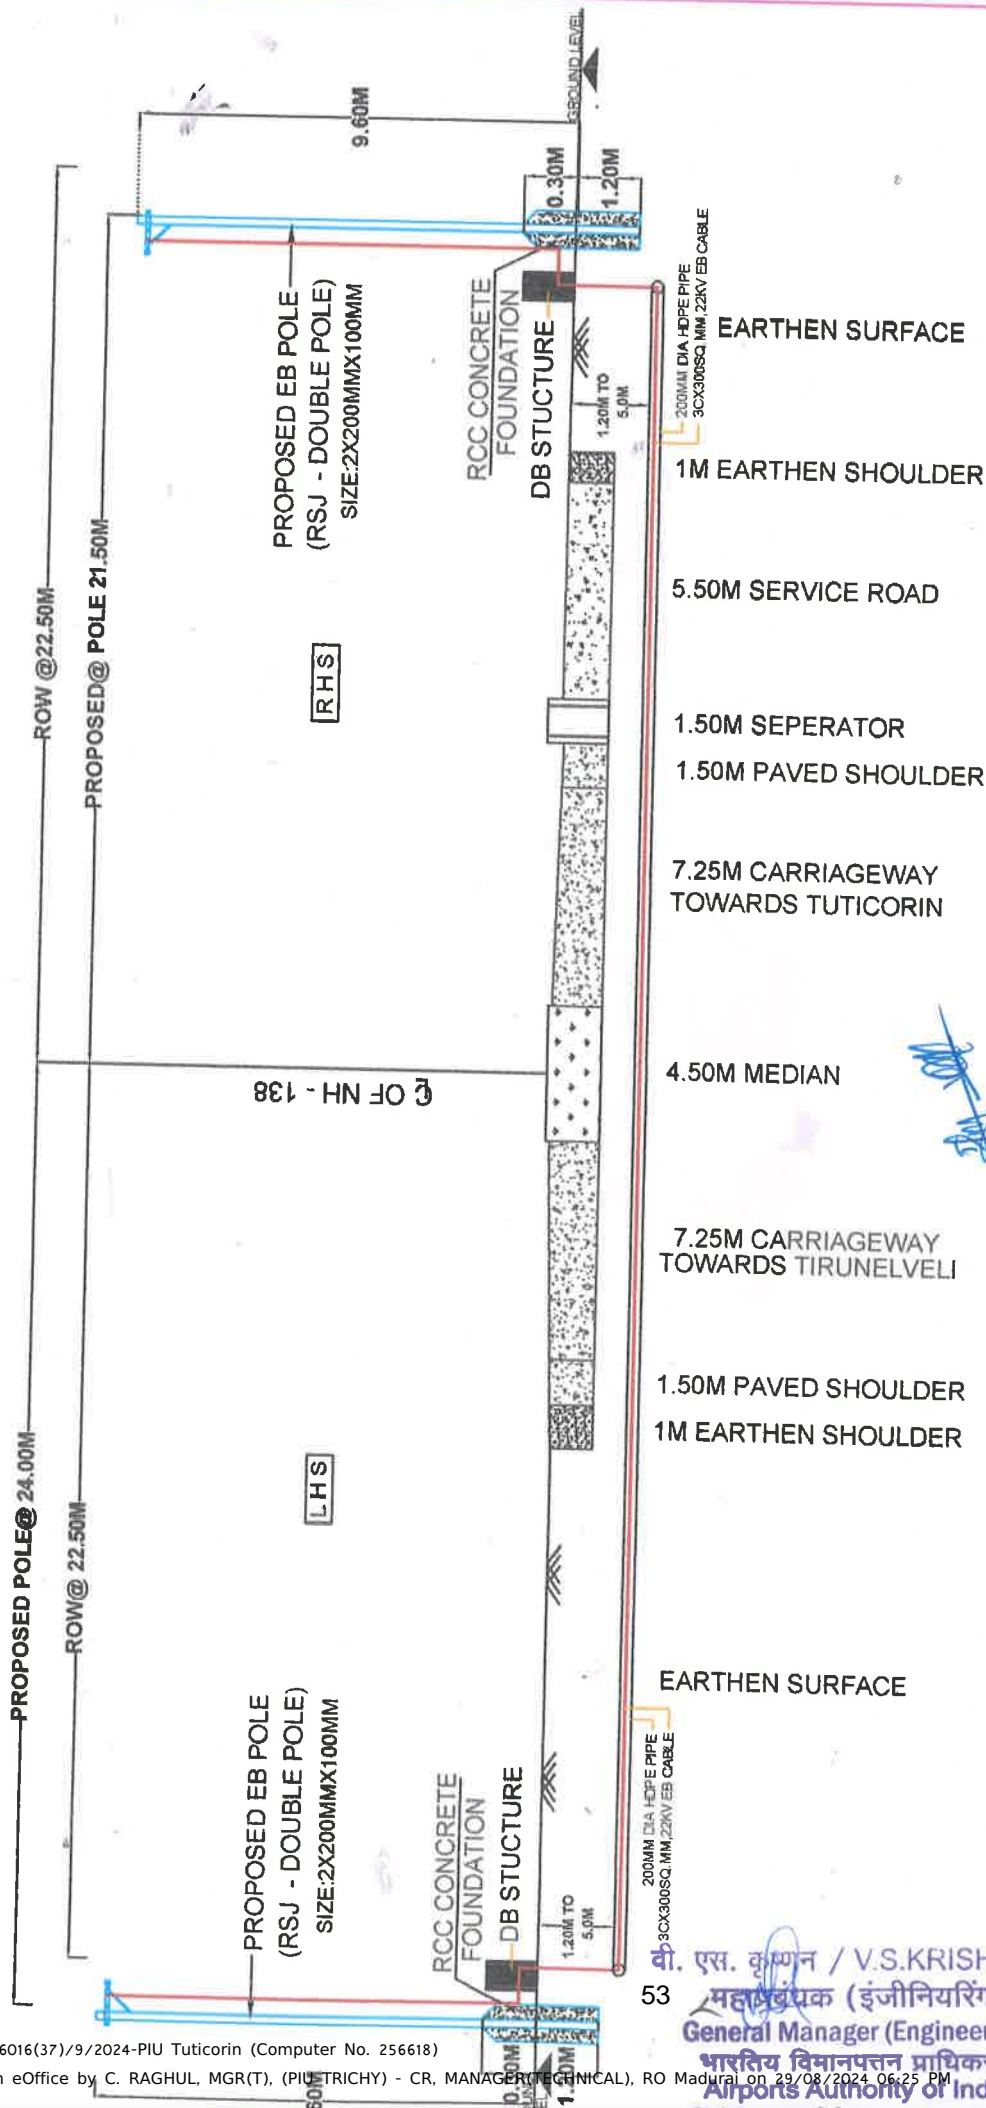 PROPOSED POLE@ 24.00M
ROW @22.50M
ROW@ 22.50M
PROPOSED@ POLE 21.50M
9.60M
GROUND LEVEL
0.30M
1.20M
PROPOSED EB POLE
(RSJ - DOUBLE POLE)
SIZE:2X200MMX100MM
RCC CONCRETE
FOUNDATION
DB STUCTURE
1.20M TO
5.0M
200MM DIA HDPE PIPE
3CX300SQ.MM,22KV EB CABLE
EARTHEN SURFACE
1M EARTHEN SHOULDER
5.50M SERVICE ROAD
RHS
1.50M SEPERATOR
1.50M PAVED SHOULDER
7.25M CARRIAGEWAY
TOWARDS TUTICORIN
℄ OF NH - 138
4.50M MEDIAN
7.25M CARRIAGEWAY
TOWARDS TIRUNELVELI
1.50M PAVED SHOULDER
1M EARTHEN SHOULDER
LHS
EARTHEN SURFACE
PROPOSED EB POLE
(RSJ - DOUBLE POLE)
SIZE:2X200MMX100MM
RCC CONCRETE
FOUNDATION
DB STUCTURE
1.20M TO
5.0M
200MM DIA HDPE PIPE
3CX300SQ.MM,22KV EB CABLE
वी. एस. कृष्णन / V.S.KRISH
53
महाप्रबंधक (इंजीनियरिंग
General Manager (Engineer
6016(37)/9/2024-PIU Tuticorin (Computer No. 256618)
भारतिय विमानपत्तन प्राधिकर
n eOffice by C. RAGHUL, MGR(T), (PIU TRICHY) - CR, MANAGER(TECHNICAL), RO Madurai on 29/08/2024 06:25 PM
Airports Authority of Ind